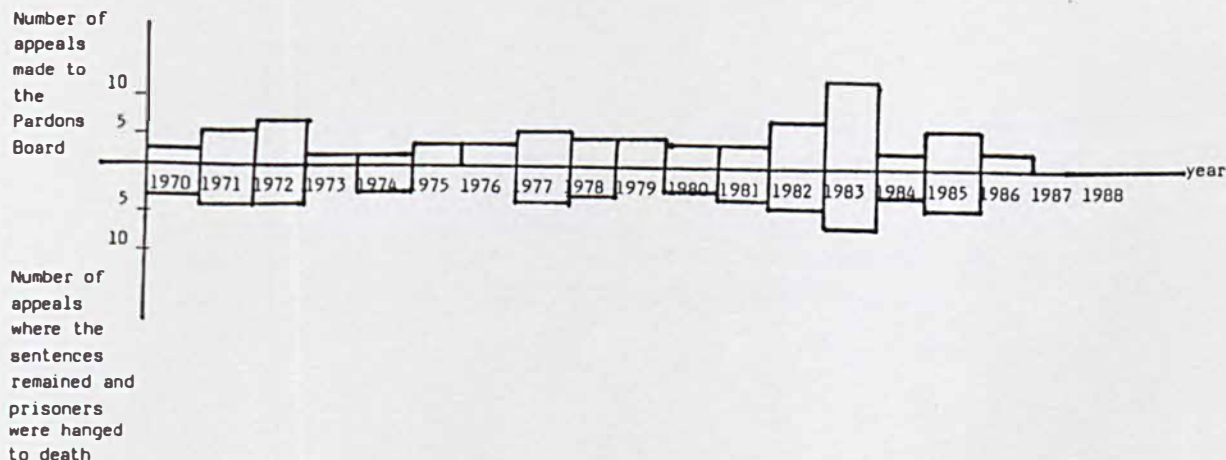 Number of
appeals
made to
the
Pardons
Board
10
5
year
1970 1971 1972 1973 1974 1975 1976 1977 1978 1979 1980 1981 1982 1983 1984 1985 1986 1987 1988
5
10
Number of
appeals
where the
sentences
remained and
prisoners
were hanged
to death